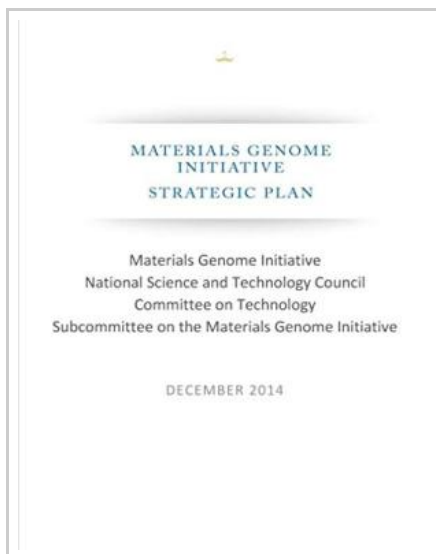 MATERIALS GENOME
INITIATIVE
STRATEGIC PLAN
Materials Genome Initiative
National Science and Technology Council
Committee on Technology
Subcommittee on the Materials Genome Initiative
DECEMBER 2014